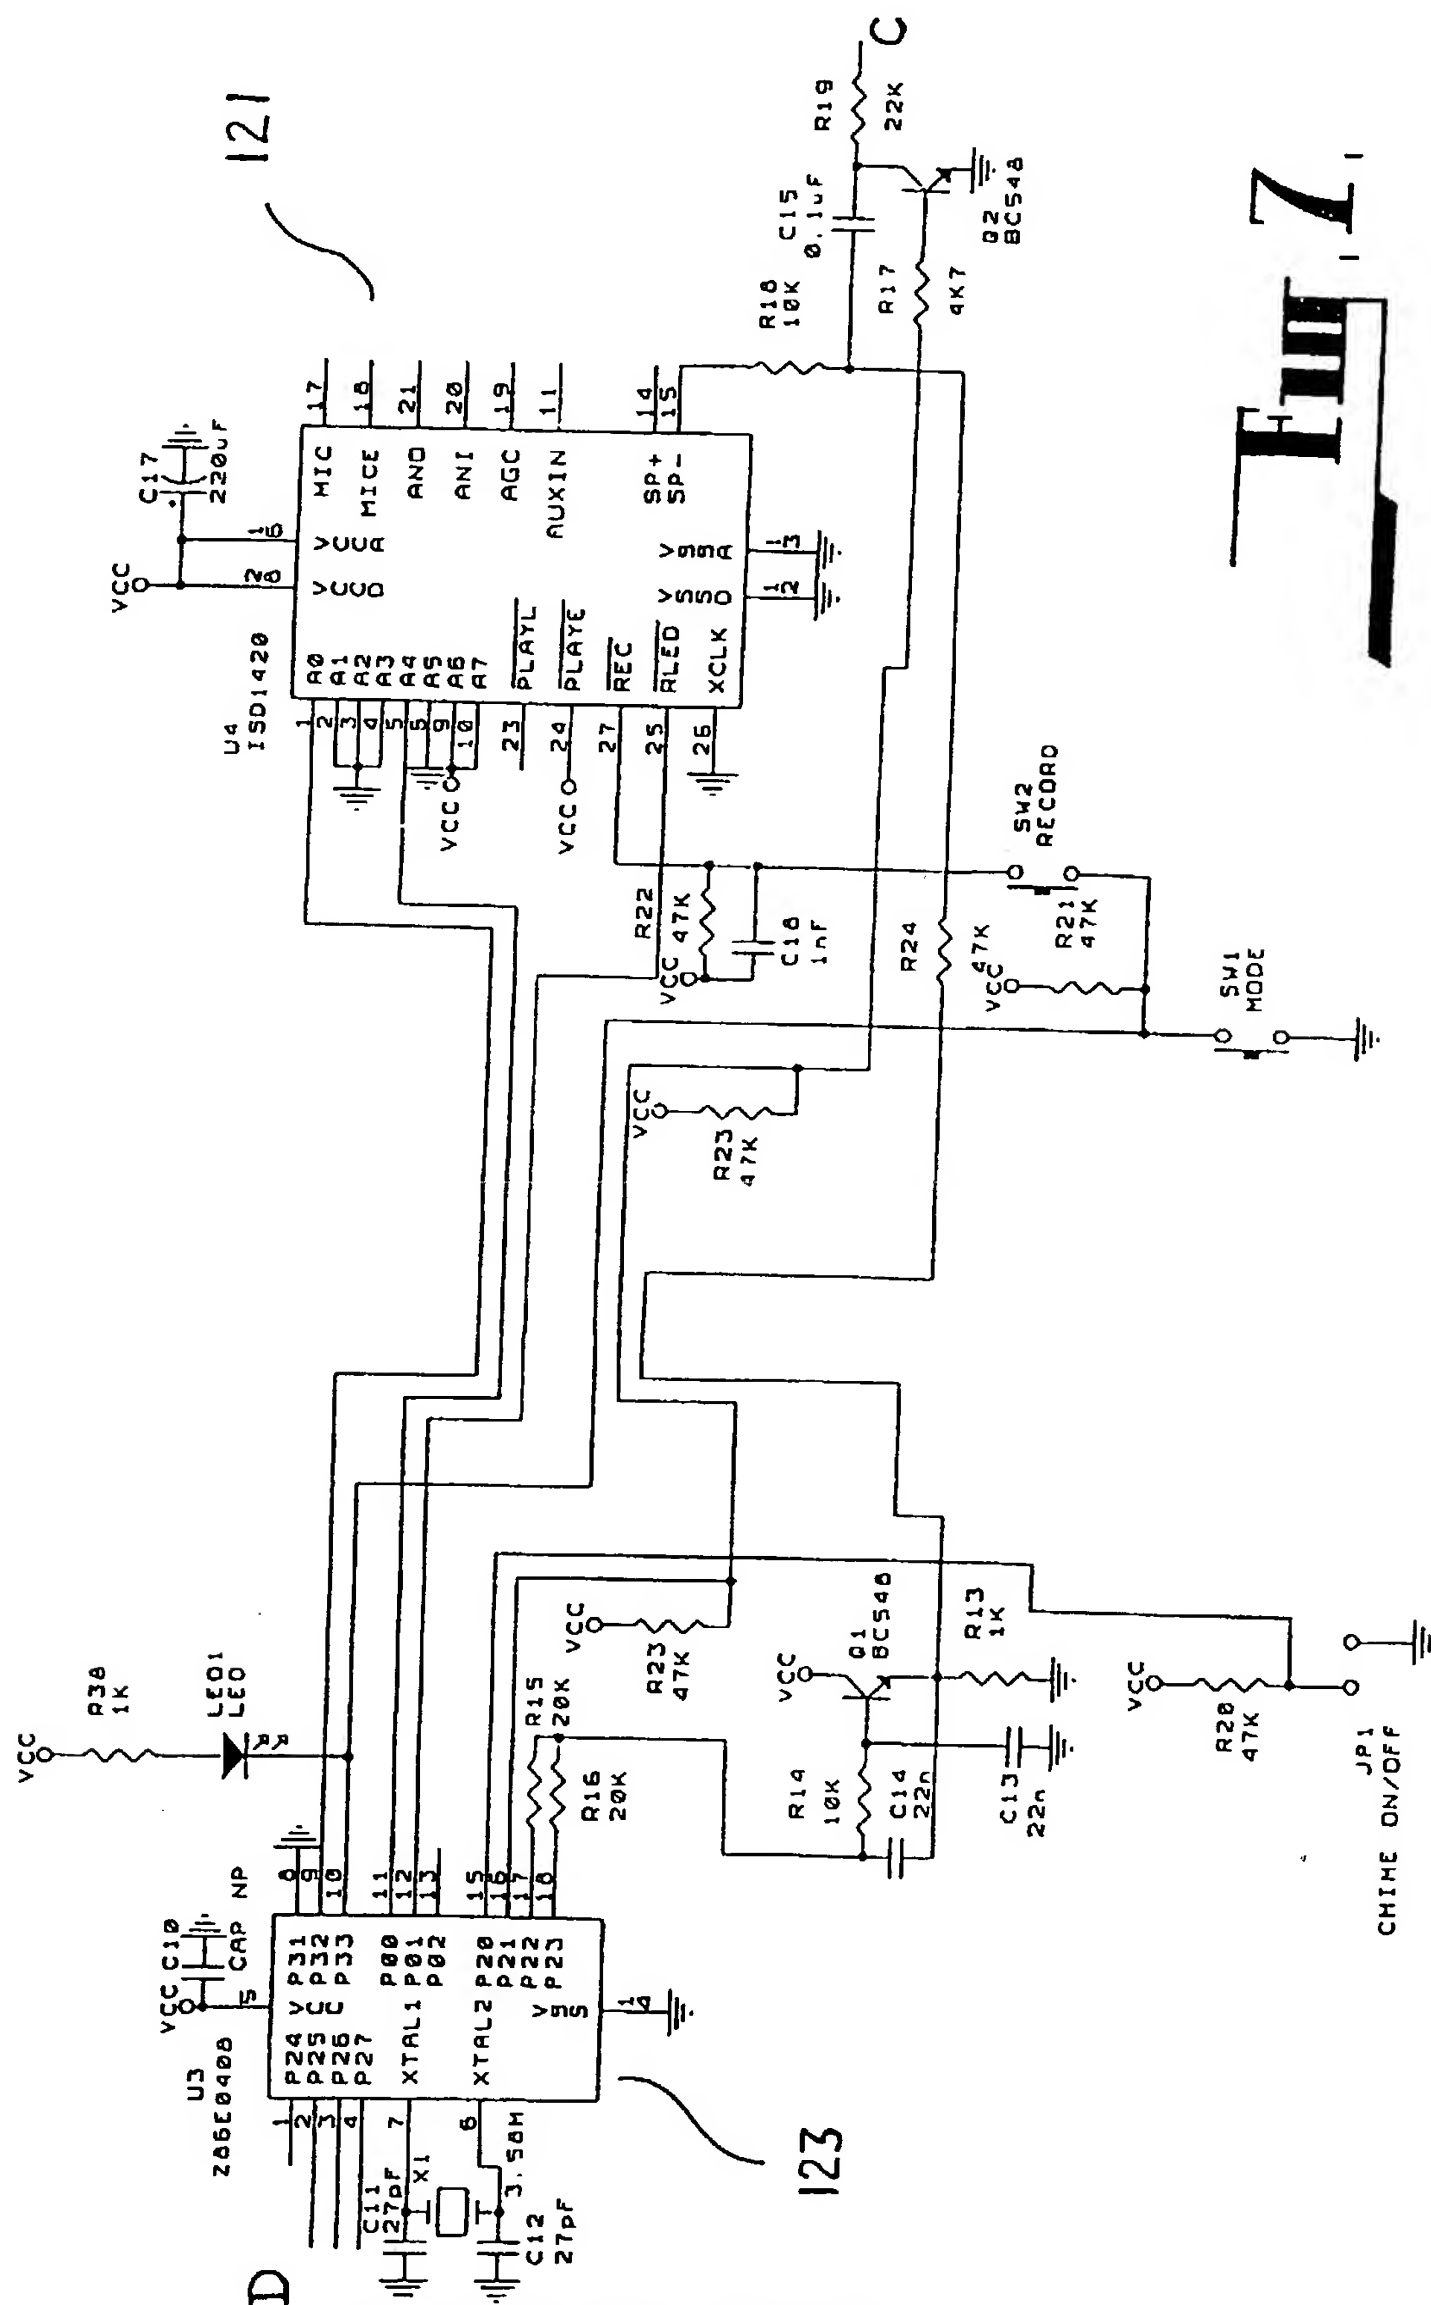 121
123
C
D
Fig. 7.
VCC
C17
220uF
U4
ISD1420
VCCD
VCCA
28
16
A0
A1
A2
A3
A4
A5
A6
A7
PLAYL
PLAYE
REC
RLED
XCLK
1
2
3
4
5
6
9
10
23
24
27
25
26
MIC
MICE
ANO
ANI
AGC
AUXIN
SP+
SP-
17
18
21
20
19
11
14
15
VSSD
VSSA
12
13
VCC
VCC
R18
10K
C15
0.1uF
R19
22K
R17
4K7
Q2
BC548
R22
47K
VCC
C18
1nF
SW2
RECORD
R24
47K
R21
47K
VCC
SW1
MODE
VCC
R23
47K
VCC
R38
1K
LED1
LED
VCC
R23
47K
R15
20K
R16
20K
VCC
Q1
BC548
R13
1K
R14
10K
C14
22n
C13
22n
VCC
R20
47K
JP1
CHIME ON/OFF
VCC
C10
CAP NP
U3
Z86E0408
5
P24
P25
P26
P27
XTAL1
XTAL2
VCC
P31
P32
P33
P00
P01
P02
P20
P21
P22
P23
VSS
14
1
2
3
4
7
6
8
9
10
11
12
13
15
16
17
18
C11
27pF
X1
3.58M
C12
27pF